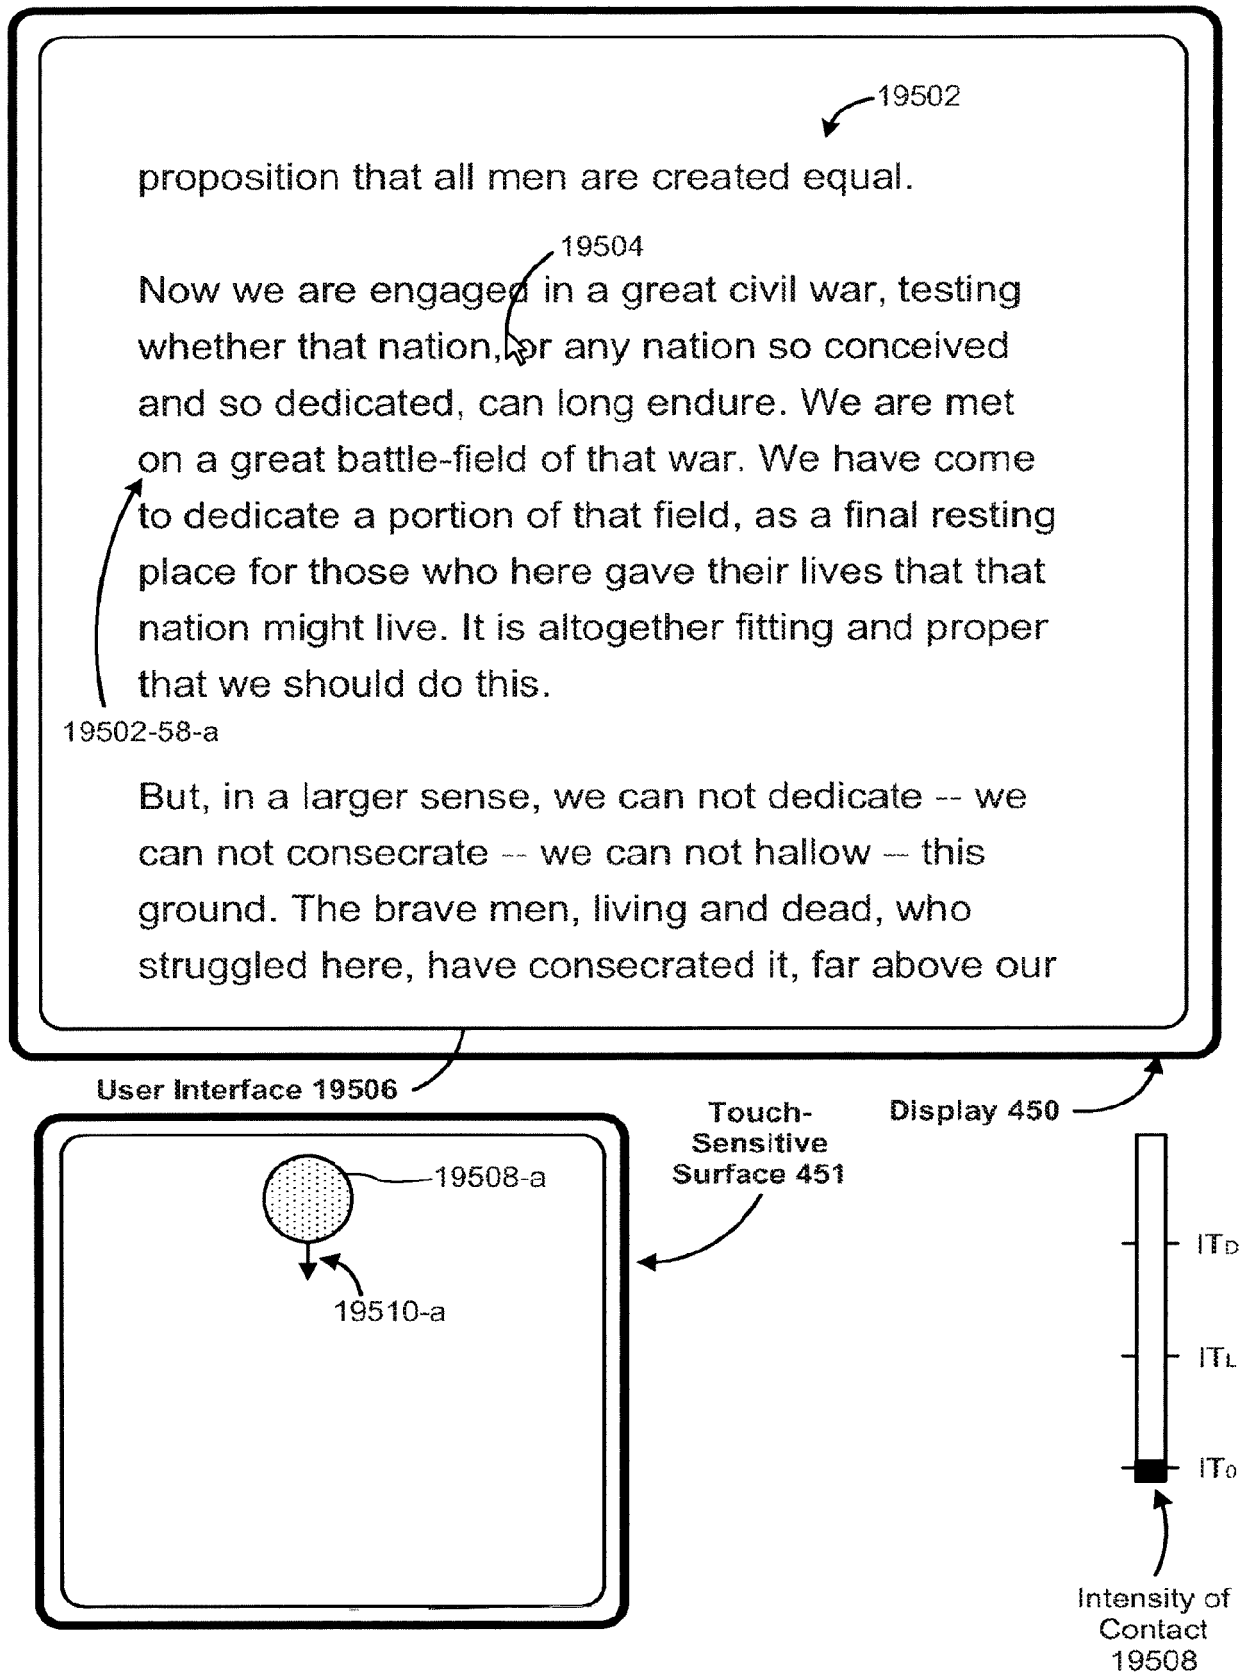 19502
proposition that all men are created equal.
19504
Now we are engaged in a great civil war, testing
whether that nation, or any nation so conceived
and so dedicated, can long endure. We are met
on a great battle-field of that war. We have come
to dedicate a portion of that field, as a final resting
place for those who here gave their lives that that
nation might live. It is altogether fitting and proper
that we should do this.
19502-58-a
But, in a larger sense, we can not dedicate -- we
can not consecrate -- we can not hallow -- this
ground. The brave men, living and dead, who
struggled here, have consecrated it, far above our
User Interface 19506
Display 450
Touch-
Sensitive
Surface 451
19508-a
19510-a
ITD
ITL
IT0
Intensity of
Contact
19508